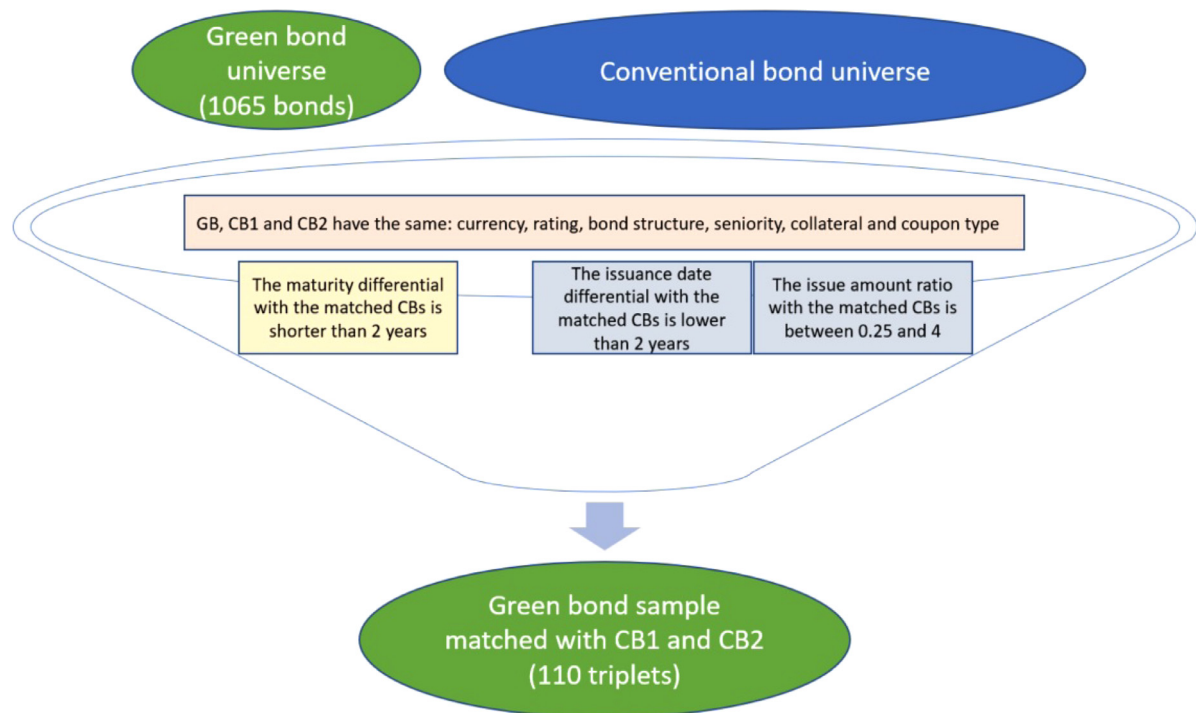 Green bond
universe
(1065 bonds)
Conventional bond universe
GB, CB1 and CB2 have the same: currency, rating, bond structure, seniority, collateral and coupon type
The maturity differential
with the matched CBs is
shorter than 2 years
The issuance date
differential with the
matched CBs is lower
than 2 years
The issue amount ratio
with the matched CBs is
between 0.25 and 4
Green bond sample
matched with CB1 and CB2
(110 triplets)